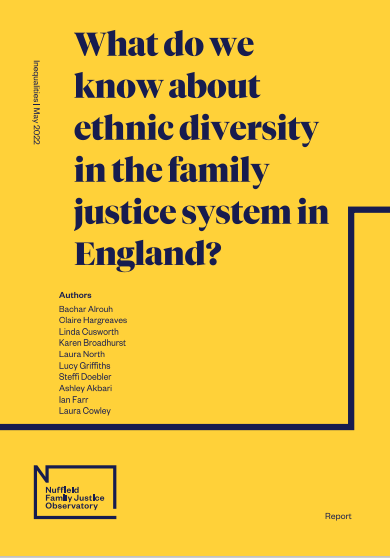 Inequalities | May 2022
What do we
know about
ethnic diversity
in the family
justice system in
England?
Authors
Bachar Alrouh
Claire Hargreaves
Linda Cusworth
Karen Broadhurst
Laura North
Lucy Griffiths
Steffi Doebler
Ashley Akbari
Ian Farr
Laura Cowley
N
Nuffield
Family Justice
Observatory
Report